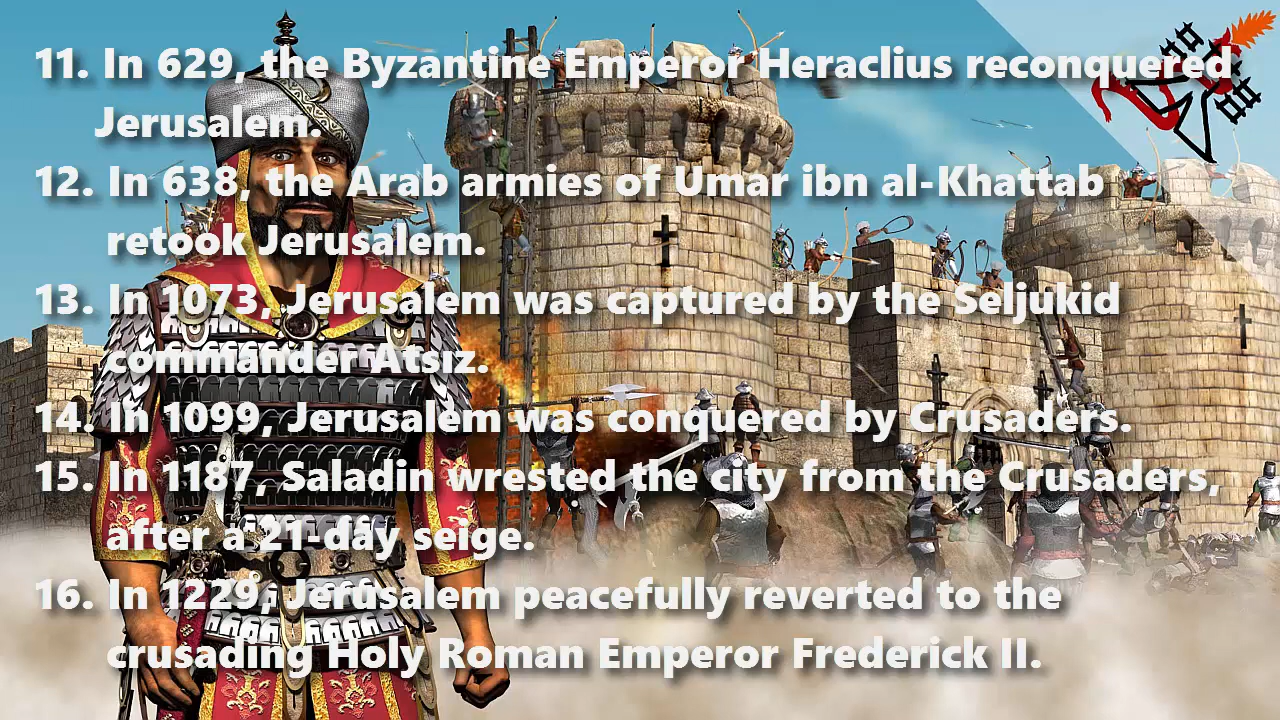 11. In 629, the Byzantine Emperor Heraclius reconquered
Jerusalem.
12. In 638, the Arab armies of Umar ibn al-Khattab
retook Jerusalem.
13. In 1073, Jerusalem was captured by the Seljukid
commander Atsız.
14. In 1099, Jerusalem was conquered by Crusaders.
15. In 1187, Saladin wrested the city from the Crusaders,
after a 21-day seige.
16. In 1229, Jerusalem peacefully reverted to the
crusading Holy Roman Emperor Frederick II.